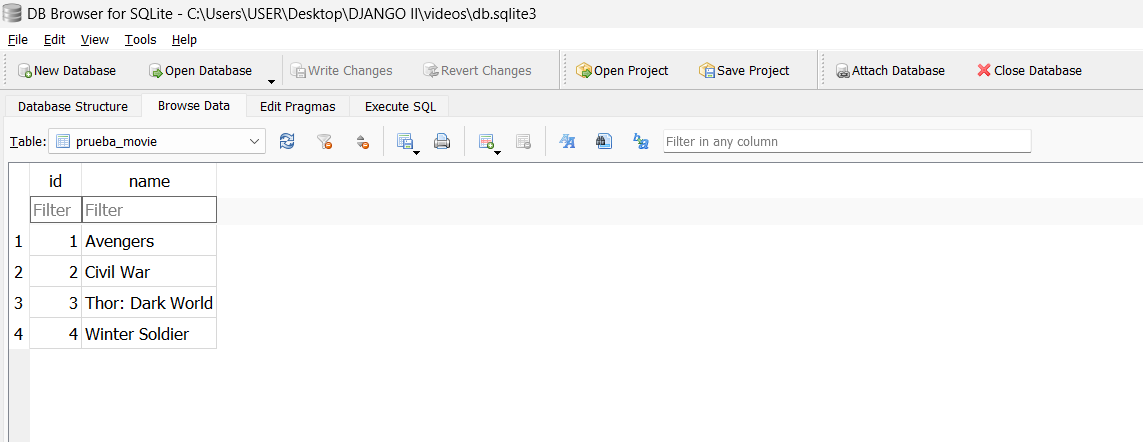 DB Browser for SQLite - C:\Users\USER\Desktop\DJANGO II\videos\db.sqlite3
File Edit View Tools Help
New Database Open Database Write Changes Revert Changes Open Project Save Project Attach Database Close Database
Database Structure Browse Data Edit Pragmas Execute SQL
Table: prueba_movie Filter in any column
id name
Filter Filter
1 1 Avengers
2 2 Civil War
3 3 Thor: Dark World
4 4 Winter Soldier